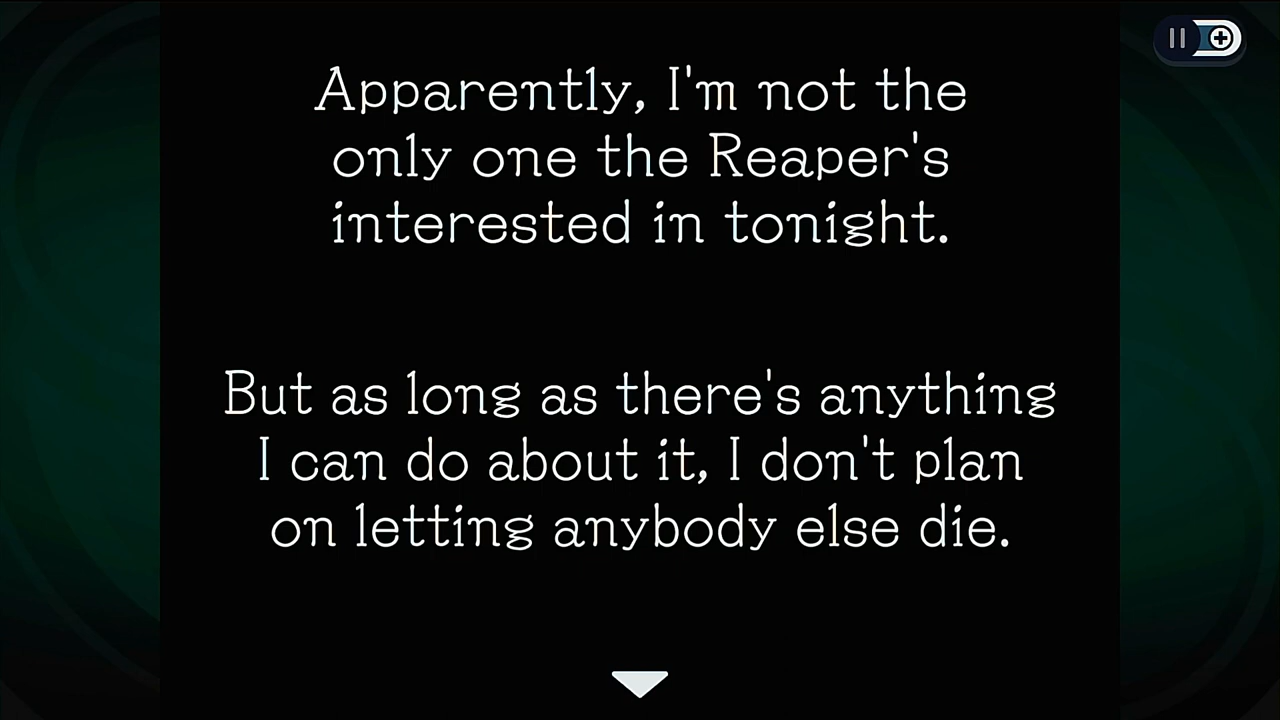 Apparently, I'm not the
only one the Reaper's
interested in tonight.
But as long as there's anything
I can do about it, I don't plan
on letting anybody else die.